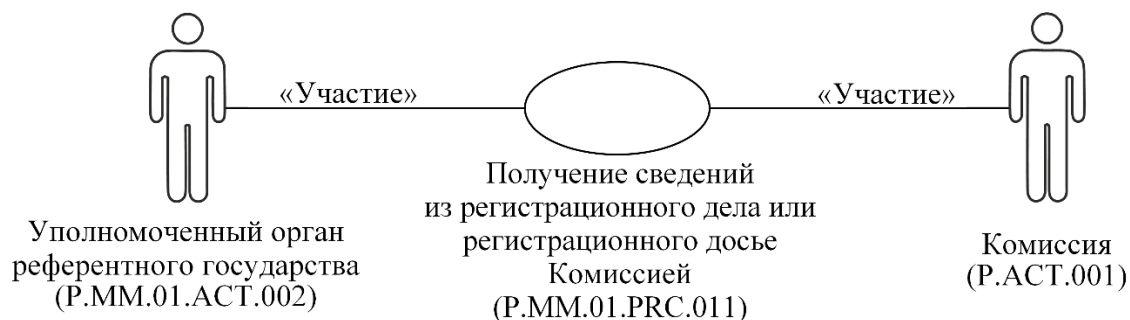 «Участие»
«Участие»
Уполномоченный орган
референтного государства
(P.MM.01.ACT.002)
Получение сведений
из регистрационного дела или
регистрационного досье
Комиссией
(P.MM.01.PRC.011)
Комиссия
(P.ACT.001)